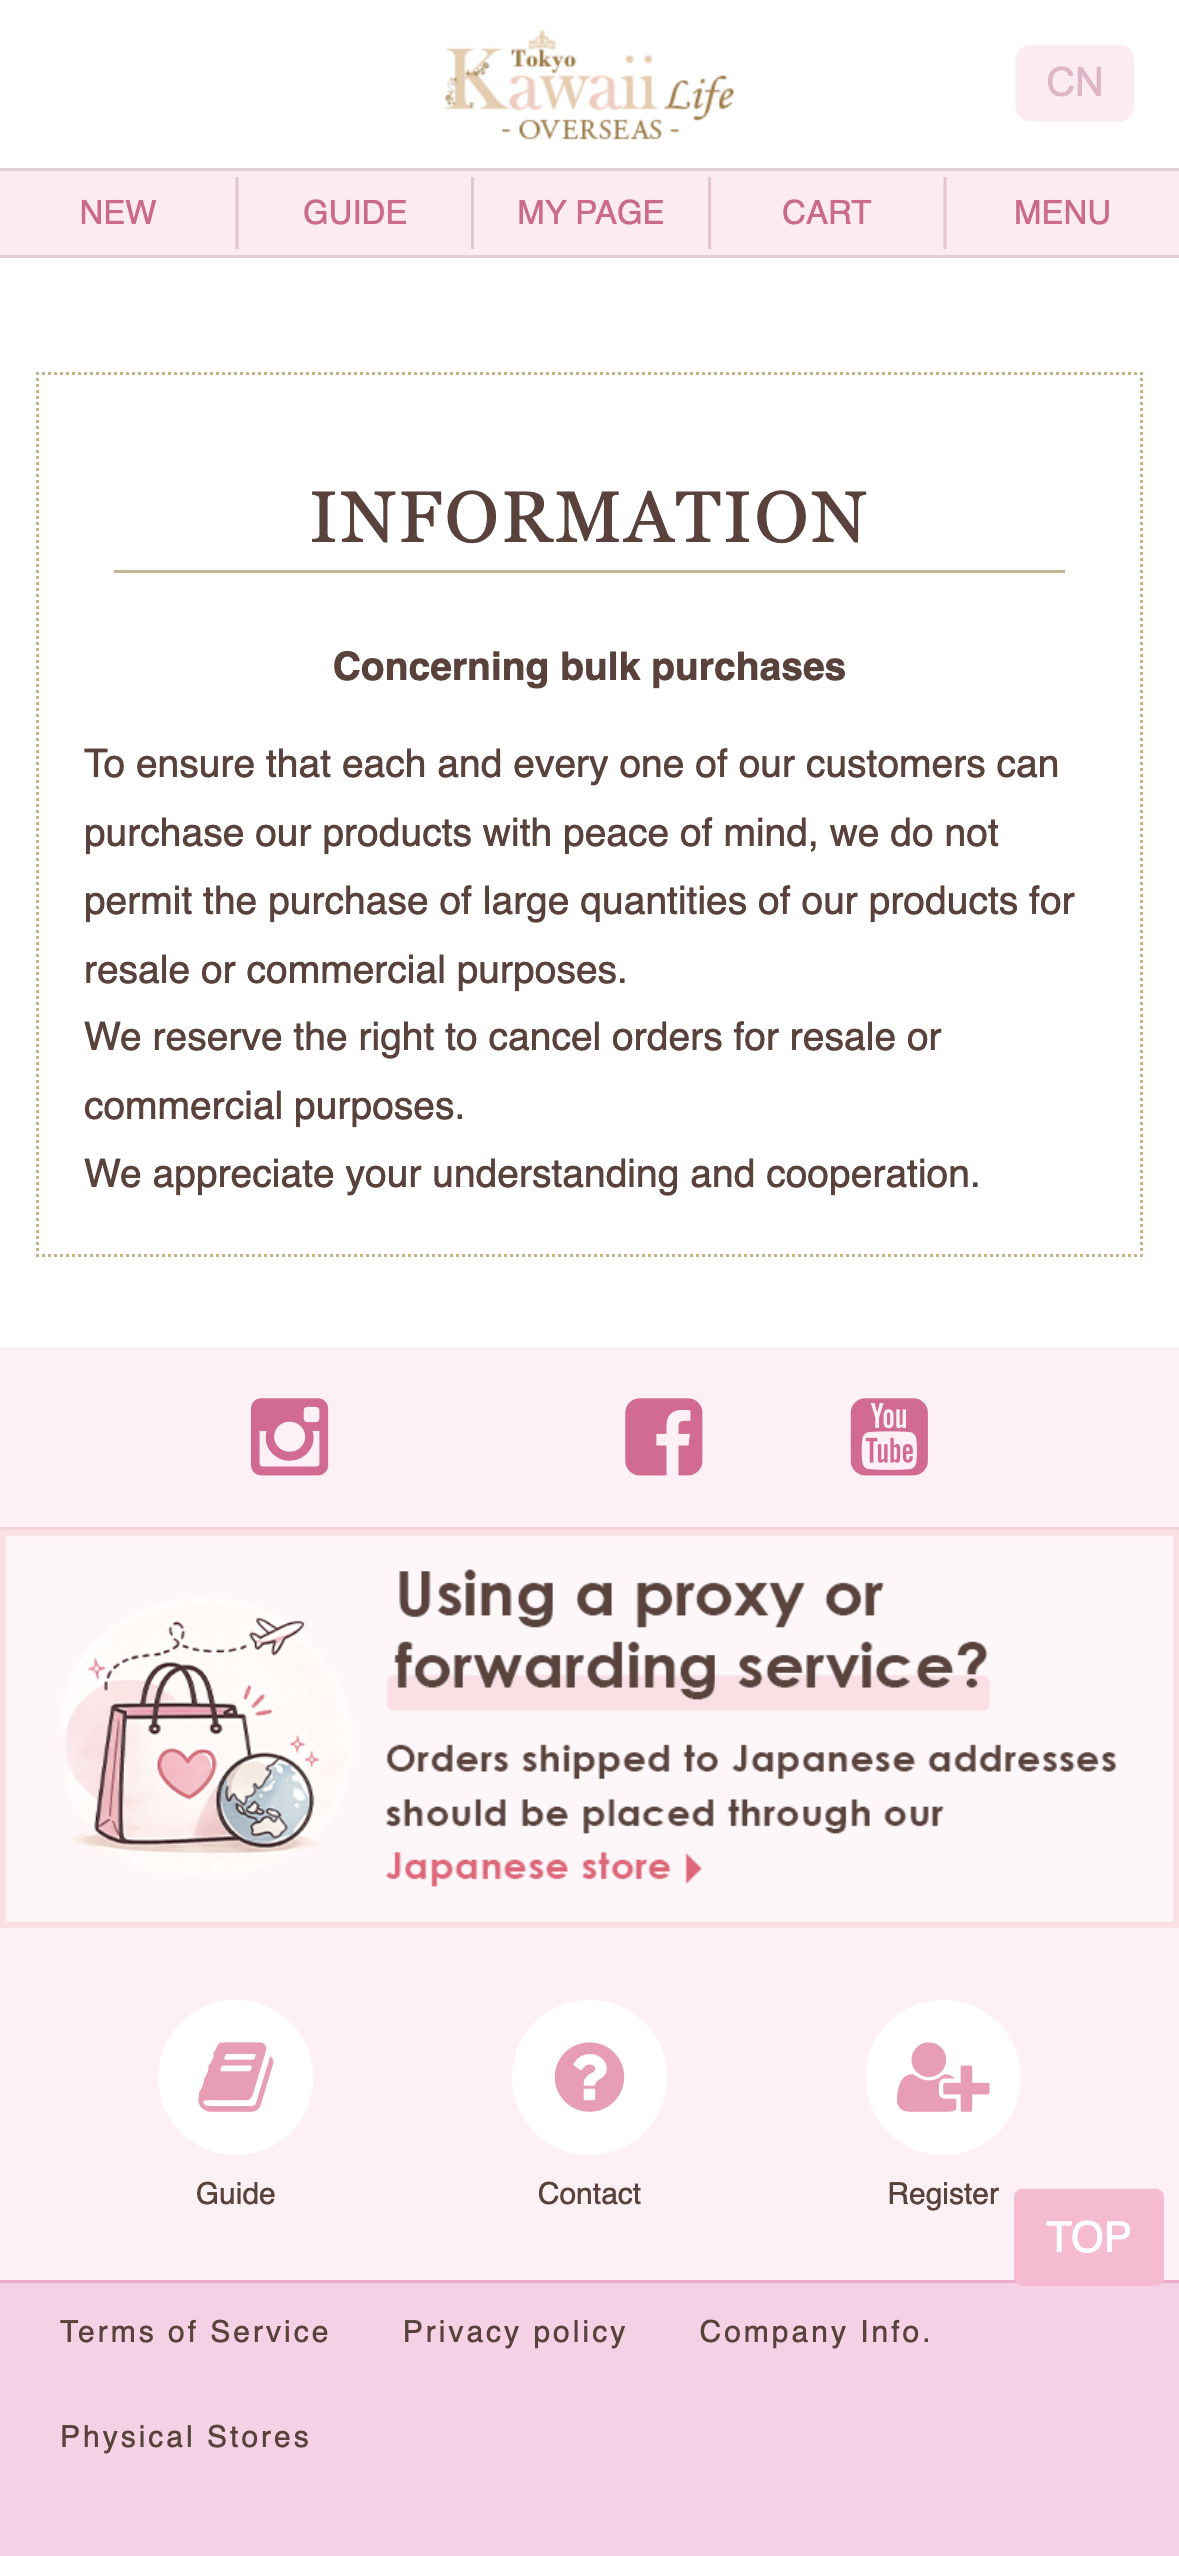 Tokyo
Kawaii Life
- OVERSEAS -
CN
NEW
GUIDE
MY PAGE
CART
MENU
INFORMATION
Concerning bulk purchases
To ensure that each and every one of our customers can
purchase our products with peace of mind, we do not
permit the purchase of large quantities of our products for
resale or commercial purposes.
We reserve the right to cancel orders for resale or
commercial purposes.
We appreciate your understanding and cooperation.
You
Tube
Using a proxy or
forwarding service?
Orders shipped to Japanese addresses
should be placed through our
Japanese store
Guide
Contact
Register
TOP
Terms of Service
Privacy policy
Company Info.
Physical Stores